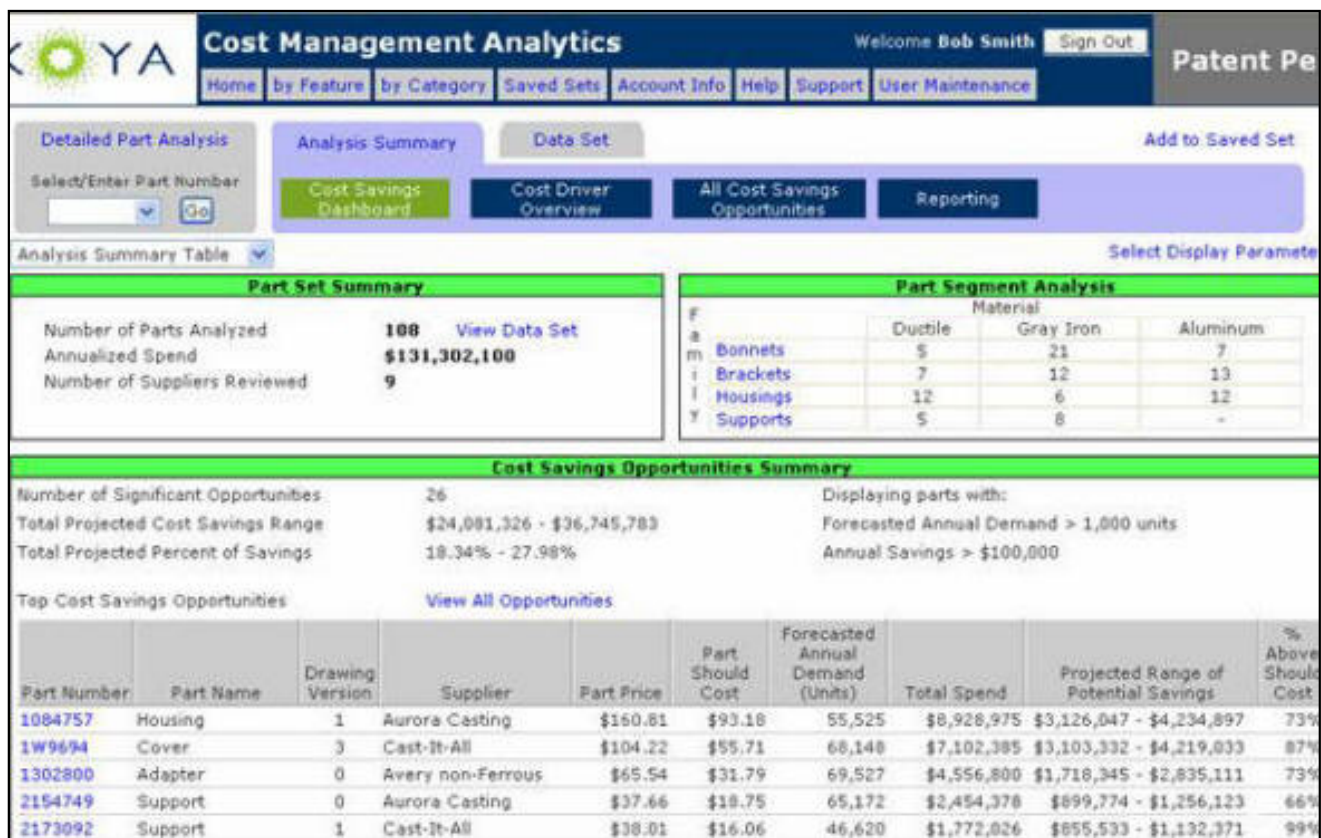 KOYA Cost Management Analytics Welcome Bob Smith Sign Out Patent Pe
Home by Feature by Category Saved Sets Account Info Help Support User Maintenance
Detailed Part Analysis Analysis Summary Data Set Add to Saved Set
Select/Enter Part Number
Go
Cost Savings Dashboard Cost Driver Overview All Cost Savings Opportunities Reporting
Analysis Summary Table Select Display Paramete
Part Set Summary
Number of Parts Analyzed 108 View Data Set
Annualized Spend $131,302,100
Number of Suppliers Reviewed 9
Part Segment Analysis
Material
Family
Ductile Gray Iron Aluminum
Bonnets 5 21 7
Brackets 7 12 13
Housings 12 6 12
Supports 5 8 -
Cost Savings Opportunities Summary
Number of Significant Opportunities 26 Displaying parts with:
Total Projected Cost Savings Range $24,081,326 - $36,745,783 Forecasted Annual Demand > 1,000 units
Total Projected Percent of Savings 18.34% - 27.98% Annual Savings > $100,000
Top Cost Savings Opportunities View All Opportunities
Part Number Part Name Drawing Version Supplier Part Price Part Should Cost Forecasted Annual Demand (Units) Total Spend Projected Range of Potential Savings % Above Should Cost
1084757 Housing 1 Aurora Casting $160.81 $93.18 55,525 $8,928,975 $3,126,047 - $4,234,897 73%
1W9694 Cover 3 Cast-It-All $104.22 $55.71 68,148 $7,102,385 $3,103,332 - $4,219,033 87%
1302800 Adapter 0 Avery non-Ferrous $65.54 $31.79 69,527 $4,556,800 $1,718,345 - $2,835,111 73%
2154749 Support 0 Aurora Casting $37.66 $18.75 65,172 $2,454,378 $899,774 - $1,256,123 66%
2173092 Support 1 Cast-It-All $38.01 $16.06 46,620 $1,772,026 $855,533 - $1,132,371 99%